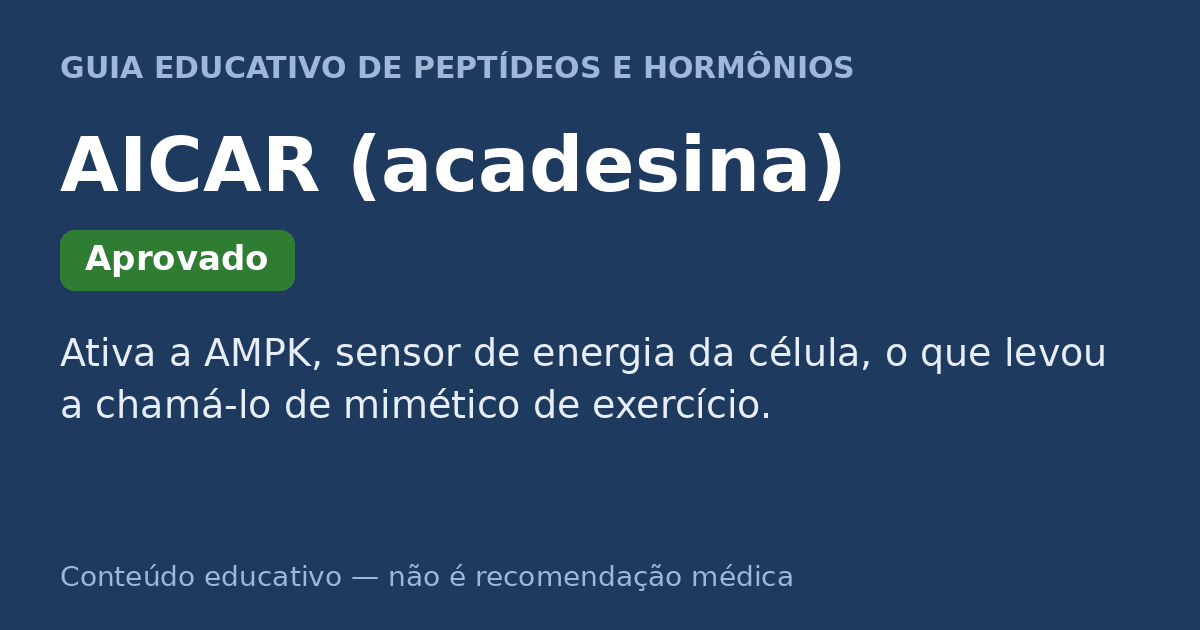 GUIA EDUCATIVO DE PEPTÍDEOS E HORMÔNIOS
AICAR (acadesina)
Aprovado
Ativa a AMPK, sensor de energia da célula, o que levou
a chamá-lo de mimético de exercício.
Conteúdo educativo — não é recomendação médica